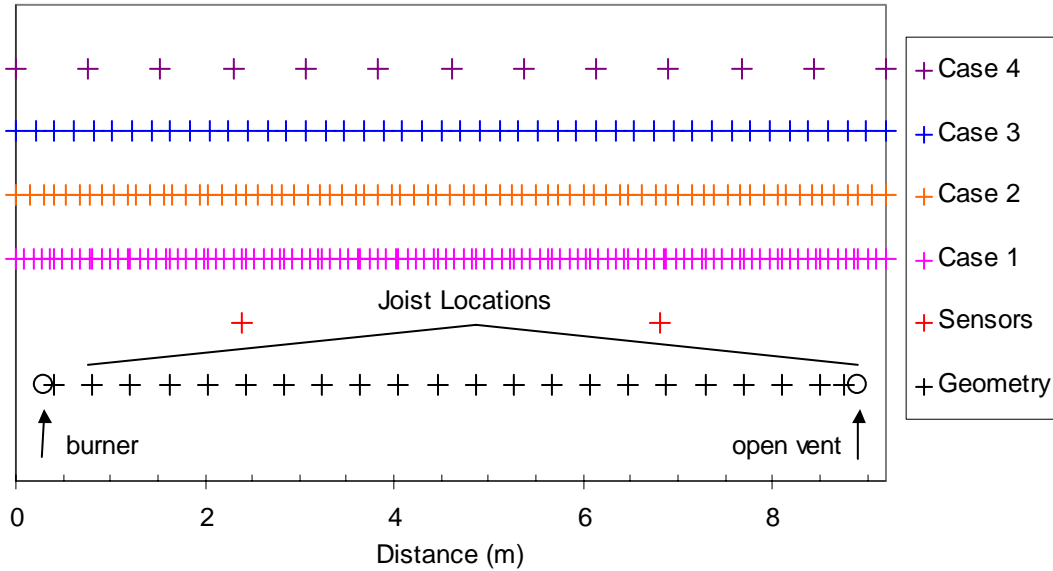 Case 4
Case 3
Case 2
Case 1
Joist Locations
Sensors
Geometry
burner
open vent
0 2 4 6 8
Distance (m)